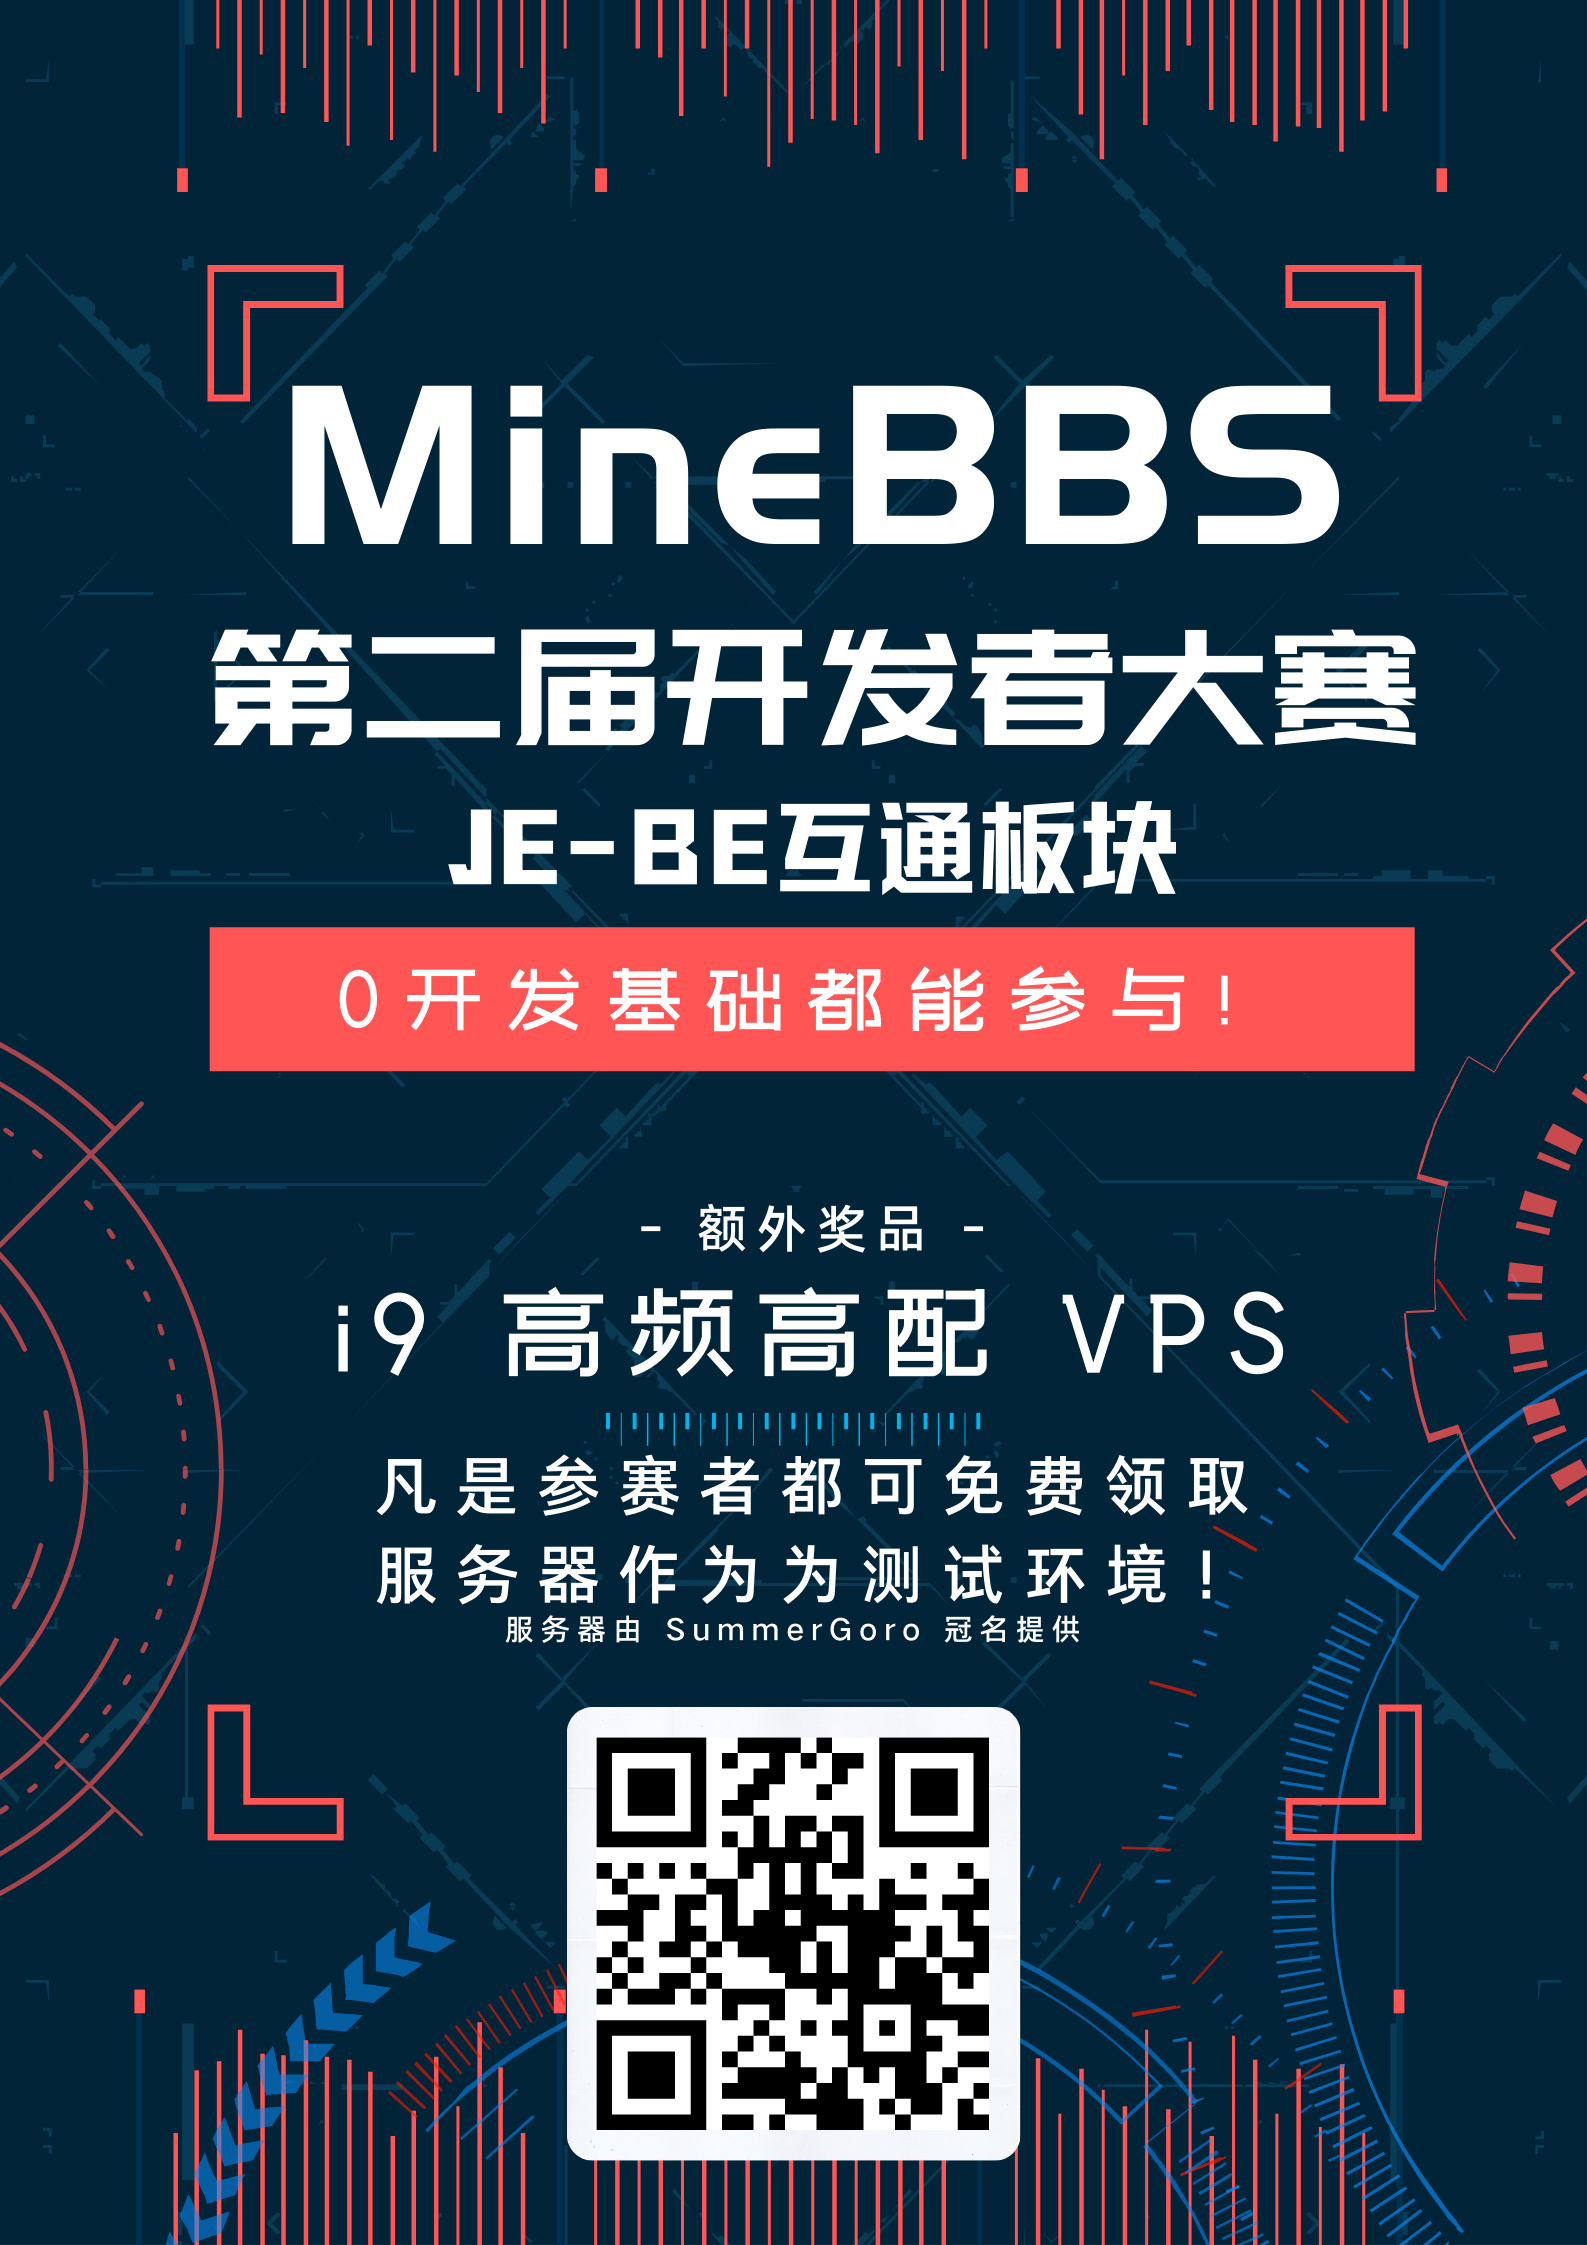 MineBBS
第二届开发者大赛
JE-BE互通板块
0开发基础都能参与!
- 额外奖品 -
i9 高频高配 VPS
凡是参赛者都可免费领取
服务器作为为测试环境!
服务器由 SummerGoro 冠名提供